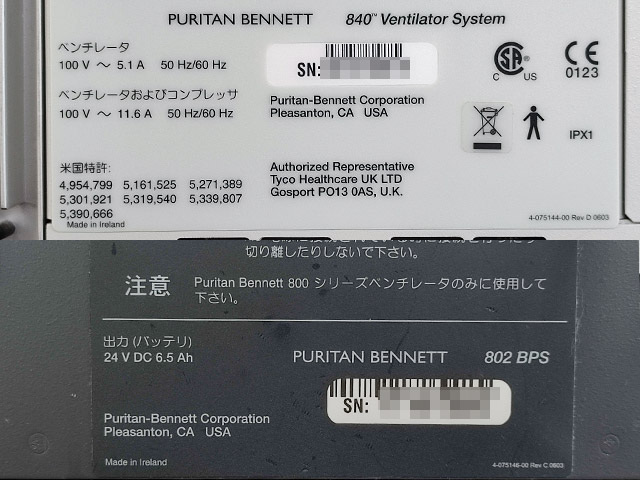 PURITAN BENNETT 840™ Ventilator System
ベンチレータ
100 V ～ 5.1 A 50 Hz/60 Hz
ベンチレータおよびコンプレッサ
100 V ～ 11.6 A 50 Hz/60 Hz
SN:
Puritan-Bennett Corporation
Pleasanton, CA USA
SA
C US
CE
0123
IPX1
米国特許:
4,954,799 5,161,525 5,271,389
5,301,921 5,319,540 5,339,807
5,390,666
Made in Ireland
Authorized Representative
Tyco Healthcare UK LTD
Gosport PO13 0AS, U.K.
4-075144-00 Rev D 0603
切り離したりしないで下さい。
注意 Puritan Bennett 800 シリーズベンチレータのみに使用して
下さい。
出力 (バッテリ)
24 V DC 6.5 Ah
PURITAN BENNETT 802 BPS
SN:
Puritan-Bennett Corporation
Pleasanton, CA USA
Made in Ireland
4-075146-00 Rev C 0603